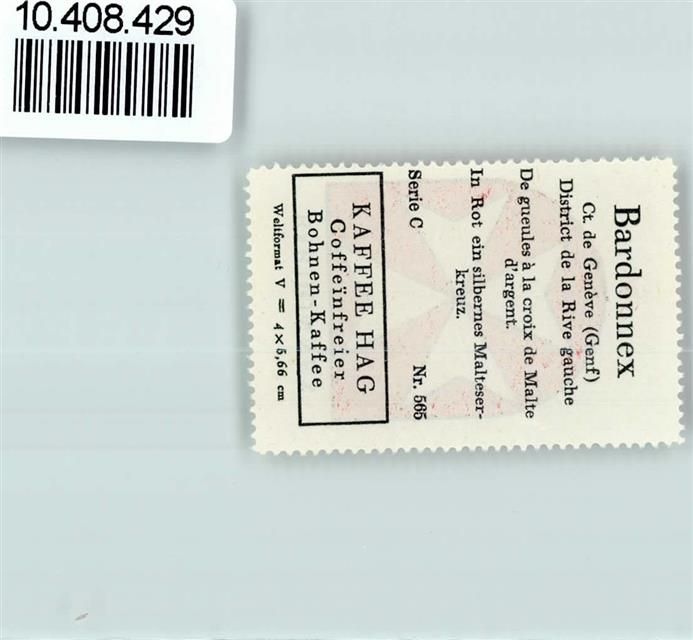 10.408.429
Bardonnex
Ct. de Genève (Genf)
District de la Rive gauche
De gueules à la croix de Malte
d'argent.
In Rot ein silbernes Malteser-
kreuz.
Serie C Nr. 565
KAFFEE HAG
Coffeïnfreier
Bohnen-Kaffee
Weltformat V = 4×5,66 cm